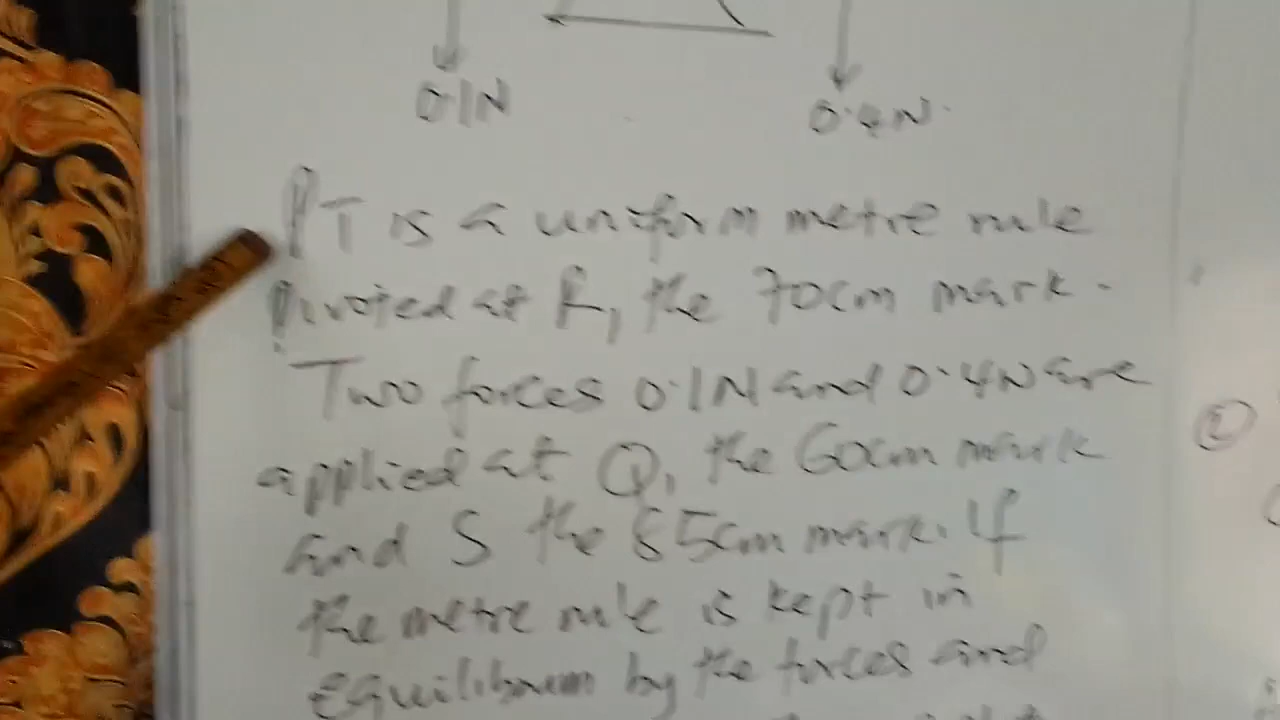 0.1N
0.4N
PT is a uniform metre rule
Pivoted at R, the 70cm mark.
Two forces 0.1N and 0.4N are
applied at Q, the 60cm mark
and S the 85cm mark. If
the metre rule is kept in
equilibrum by the forces and